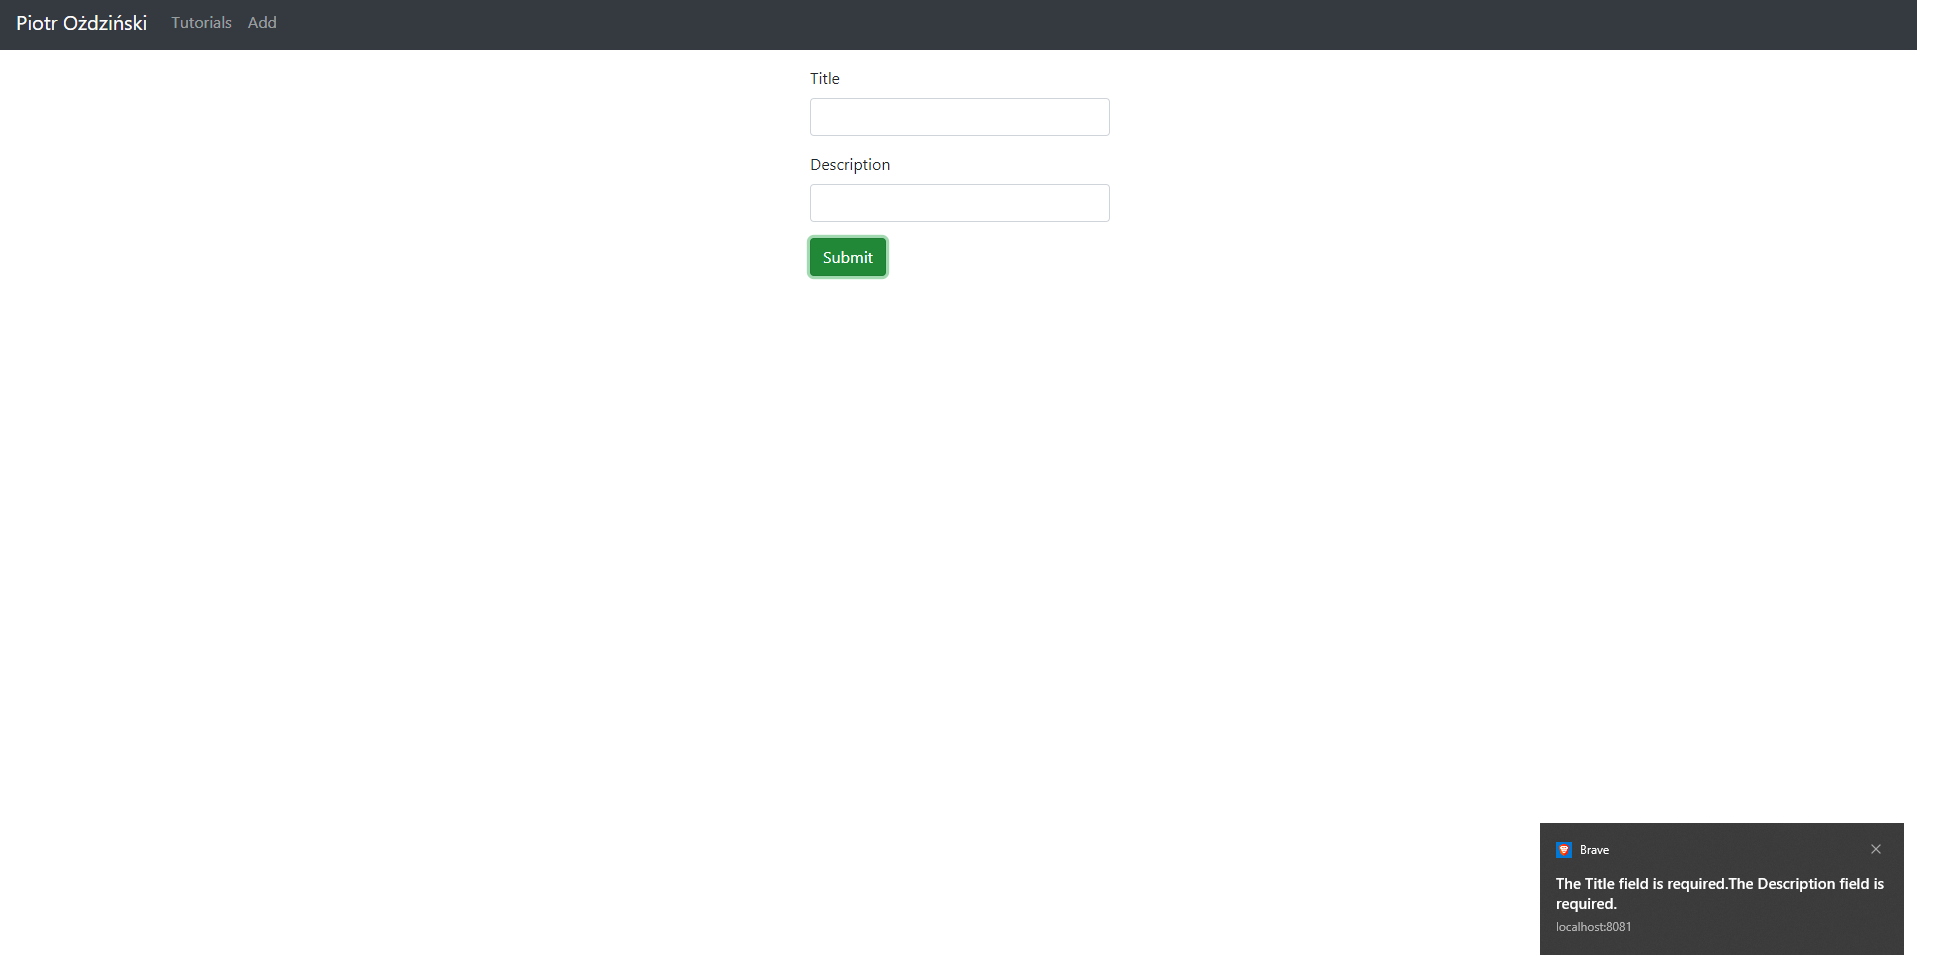 Piotr Oździński Tutorials Add
Title
Description
Submit
Brave
The Title field is required.The Description field is
required.
localhost:8081